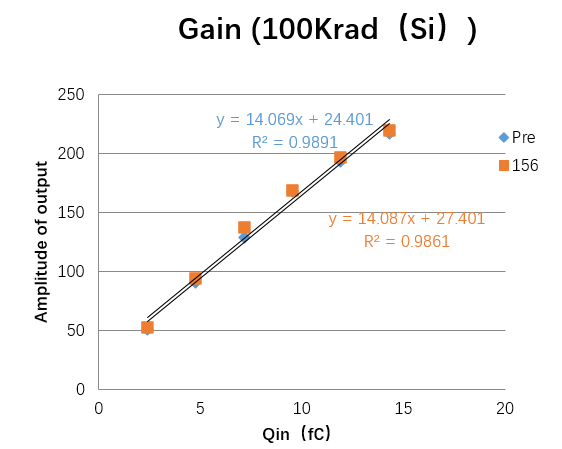 Gain (100Krad（Si）)
250
200
150
100
50
0
Amplitude of output
y = 14.069x + 24.401
R² = 0.9891
y = 14.087x + 27.401
R² = 0.9861
Pre
156
0 5 10 15 20
Qin（fC）